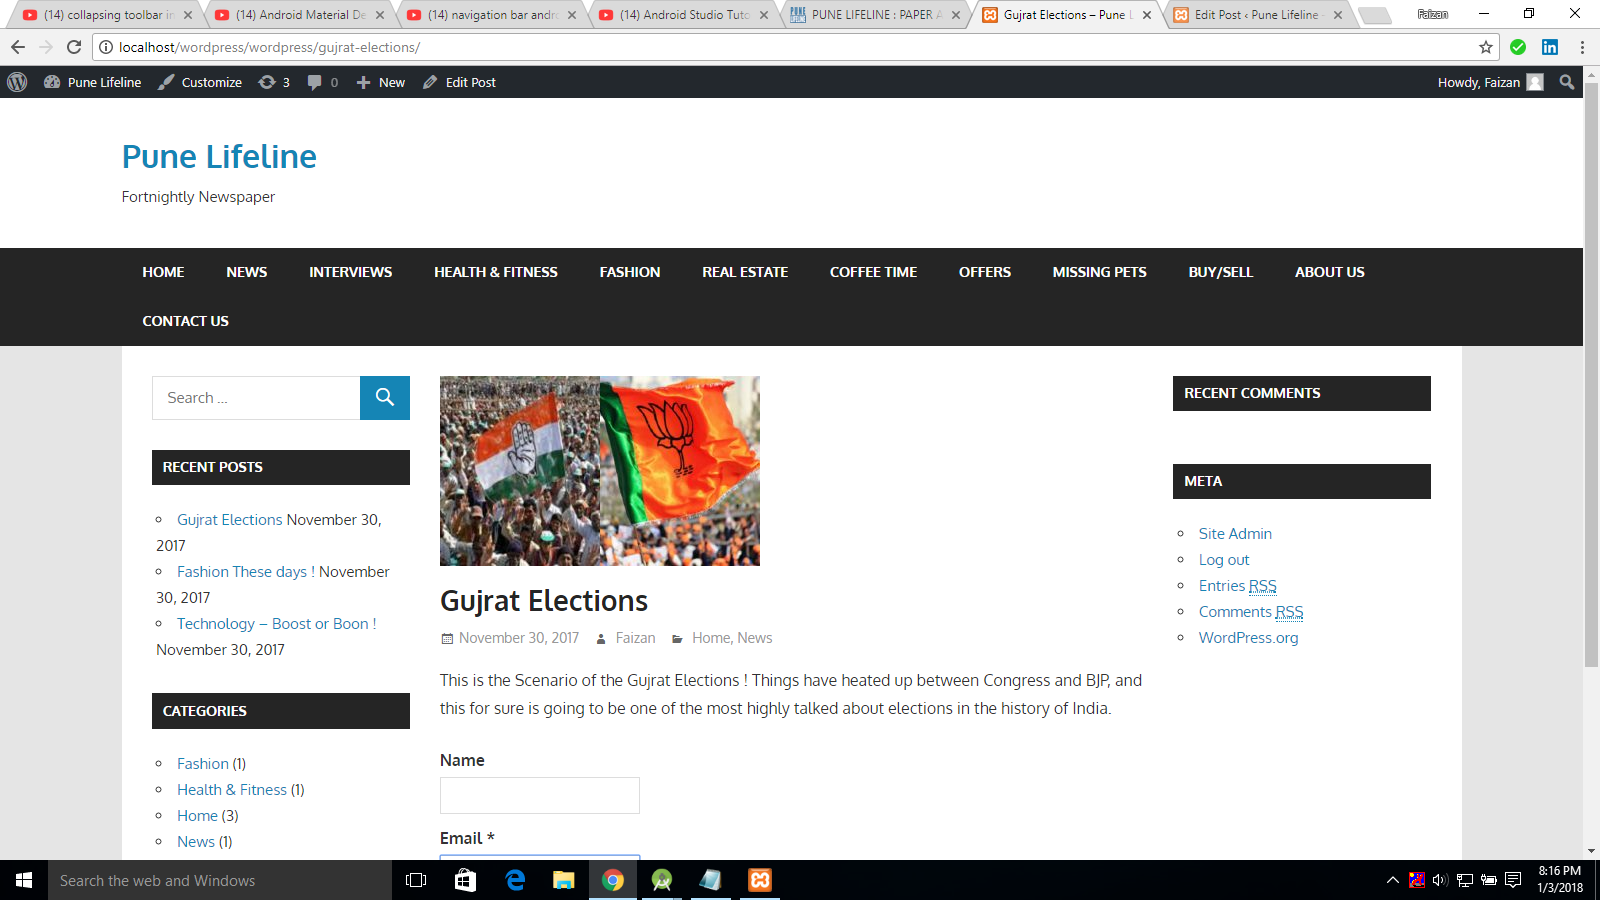 (14) collapsing toolbar in
(14) Android Material De
(14) navigation bar andr
(14) Android Studio Tuto
PUNE LIFELINE : PAPER A
Gujrat Elections – Pune L
Edit Post ‹ Pune Lifeline
Faizan
localhost/wordpress/wordpress/gujrat-elections/
Pune Lifeline
Customize
3
0
New
Edit Post
Howdy, Faizan
Pune Lifeline
Fortnightly Newspaper
HOME NEWS INTERVIEWS HEALTH & FITNESS FASHION REAL ESTATE COFFEE TIME OFFERS MISSING PETS BUY/SELL ABOUT US
CONTACT US
Search ...
RECENT POSTS
Gujrat Elections November 30,
2017
Fashion These days ! November
30, 2017
Technology – Boost or Boon !
November 30, 2017
CATEGORIES
Fashion (1)
Health & Fitness (1)
Home (3)
News (1)
Gujrat Elections
November 30, 2017 Faizan Home, News
This is the Scenario of the Gujrat Elections ! Things have heated up between Congress and BJP, and
this for sure is going to be one of the most highly talked about elections in the history of India.
Name
Email *
RECENT COMMENTS
META
Site Admin
Log out
Entries RSS
Comments RSS
WordPress.org
Search the web and Windows
8:16 PM
1/3/2018